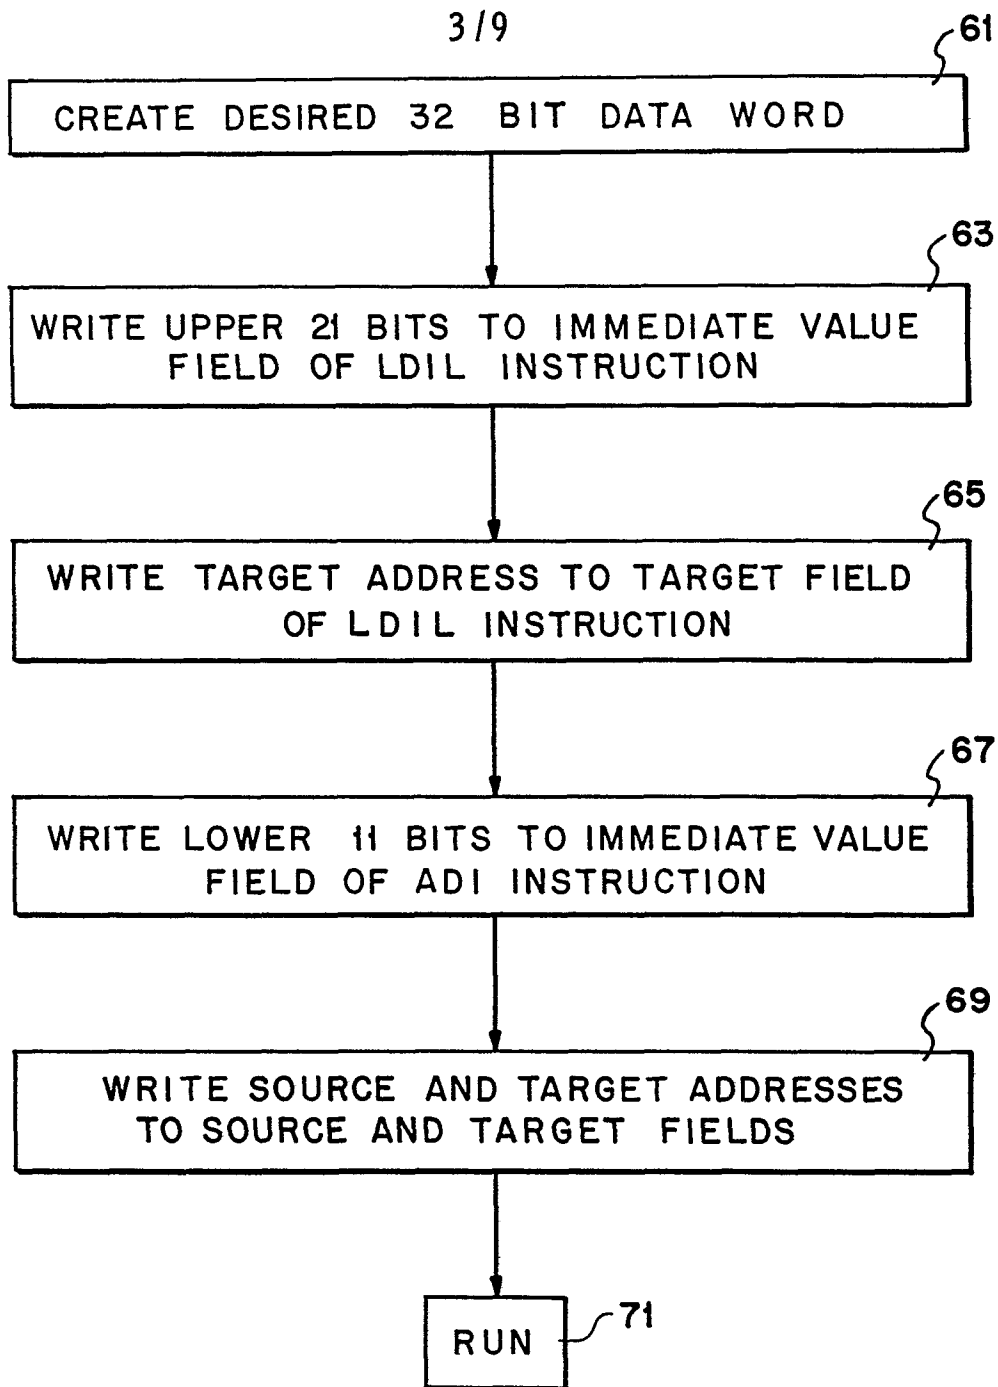 3/9
61
CREATE DESIRED 32 BIT DATA WORD
63
WRITE UPPER 21 BITS TO IMMEDIATE VALUE
FIELD OF LDIL INSTRUCTION
65
WRITE TARGET ADDRESS TO TARGET FIELD
OF LDIL INSTRUCTION
67
WRITE LOWER 11 BITS TO IMMEDIATE VALUE
FIELD OF ADI INSTRUCTION
69
WRITE SOURCE AND TARGET ADDRESSES
TO SOURCE AND TARGET FIELDS
RUN
71